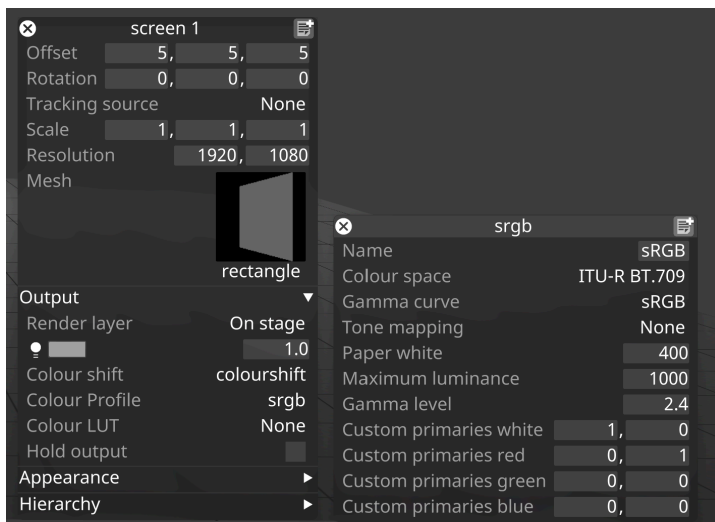 screen 1
Offset 5, 5, 5
Rotation 0, 0, 0
Tracking source None
Scale 1, 1, 1
Resolution 1920, 1080
Mesh
rectangle
Output
Render layer On stage
1.0
Colour shift colourshift
Colour Profile srgb
Colour LUT None
Hold output
Appearance
Hierarchy
srgb
Name sRGB
Colour space ITU-R BT.709
Gamma curve sRGB
Tone mapping None
Paper white 400
Maximum luminance 1000
Gamma level 2.4
Custom primaries white 1, 0
Custom primaries red 0, 1
Custom primaries green 0, 0
Custom primaries blue 0, 0